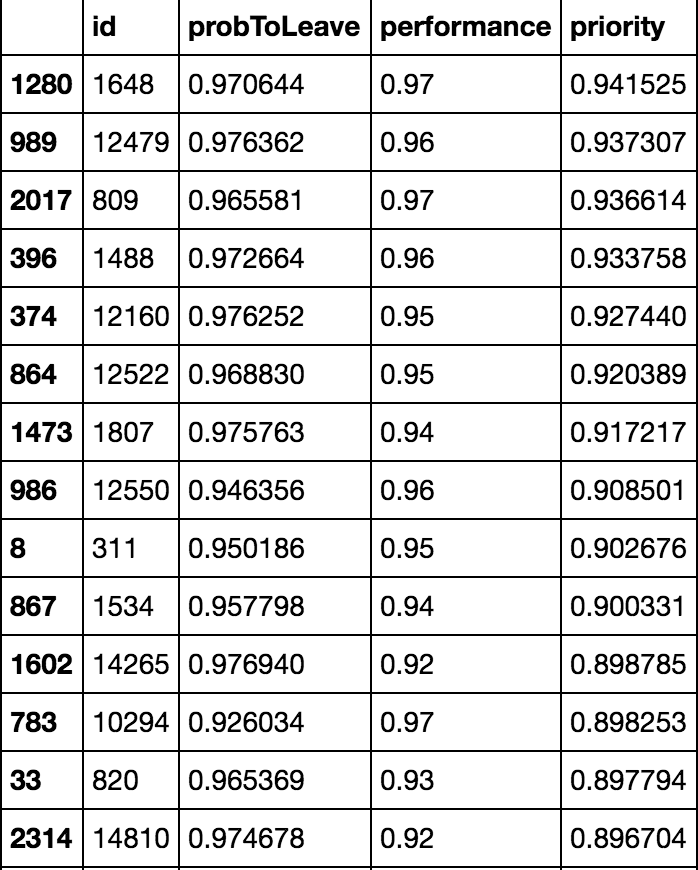 id probToLeave performance priority
1280 1648 0.970644 0.97 0.941525
989 12479 0.976362 0.96 0.937307
2017 809 0.965581 0.97 0.936614
396 1488 0.972664 0.96 0.933758
374 12160 0.976252 0.95 0.927440
864 12522 0.968830 0.95 0.920389
1473 1807 0.975763 0.94 0.917217
986 12550 0.946356 0.96 0.908501
8 311 0.950186 0.95 0.902676
867 1534 0.957798 0.94 0.900331
1602 14265 0.976940 0.92 0.898785
783 10294 0.926034 0.97 0.898253
33 820 0.965369 0.93 0.897794
2314 14810 0.974678 0.92 0.896704